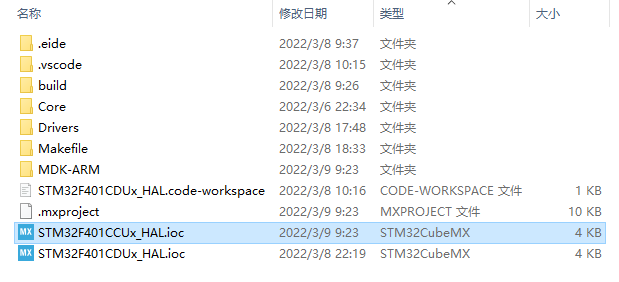 名称 修改日期 类型 大小
.eide 2022/3/8 9:37 文件夹
.vscode 2022/3/8 10:15 文件夹
build 2022/3/8 9:26 文件夹
Core 2022/3/6 22:34 文件夹
Drivers 2022/3/8 17:48 文件夹
Makefile 2022/3/8 18:33 文件夹
MDK-ARM 2022/3/9 9:23 文件夹
STM32F401CDUx_HAL.code-workspace 2022/3/8 10:16 CODE-WORKSPACE 文件 1 KB
.mxproject 2022/3/9 9:23 MXPROJECT 文件 10 KB
MX STM32F401CCUx_HAL.ioc 2022/3/9 9:23 STM32CubeMX 4 KB
MX STM32F401CDUx_HAL.ioc 2022/3/8 22:19 STM32CubeMX 4 KB